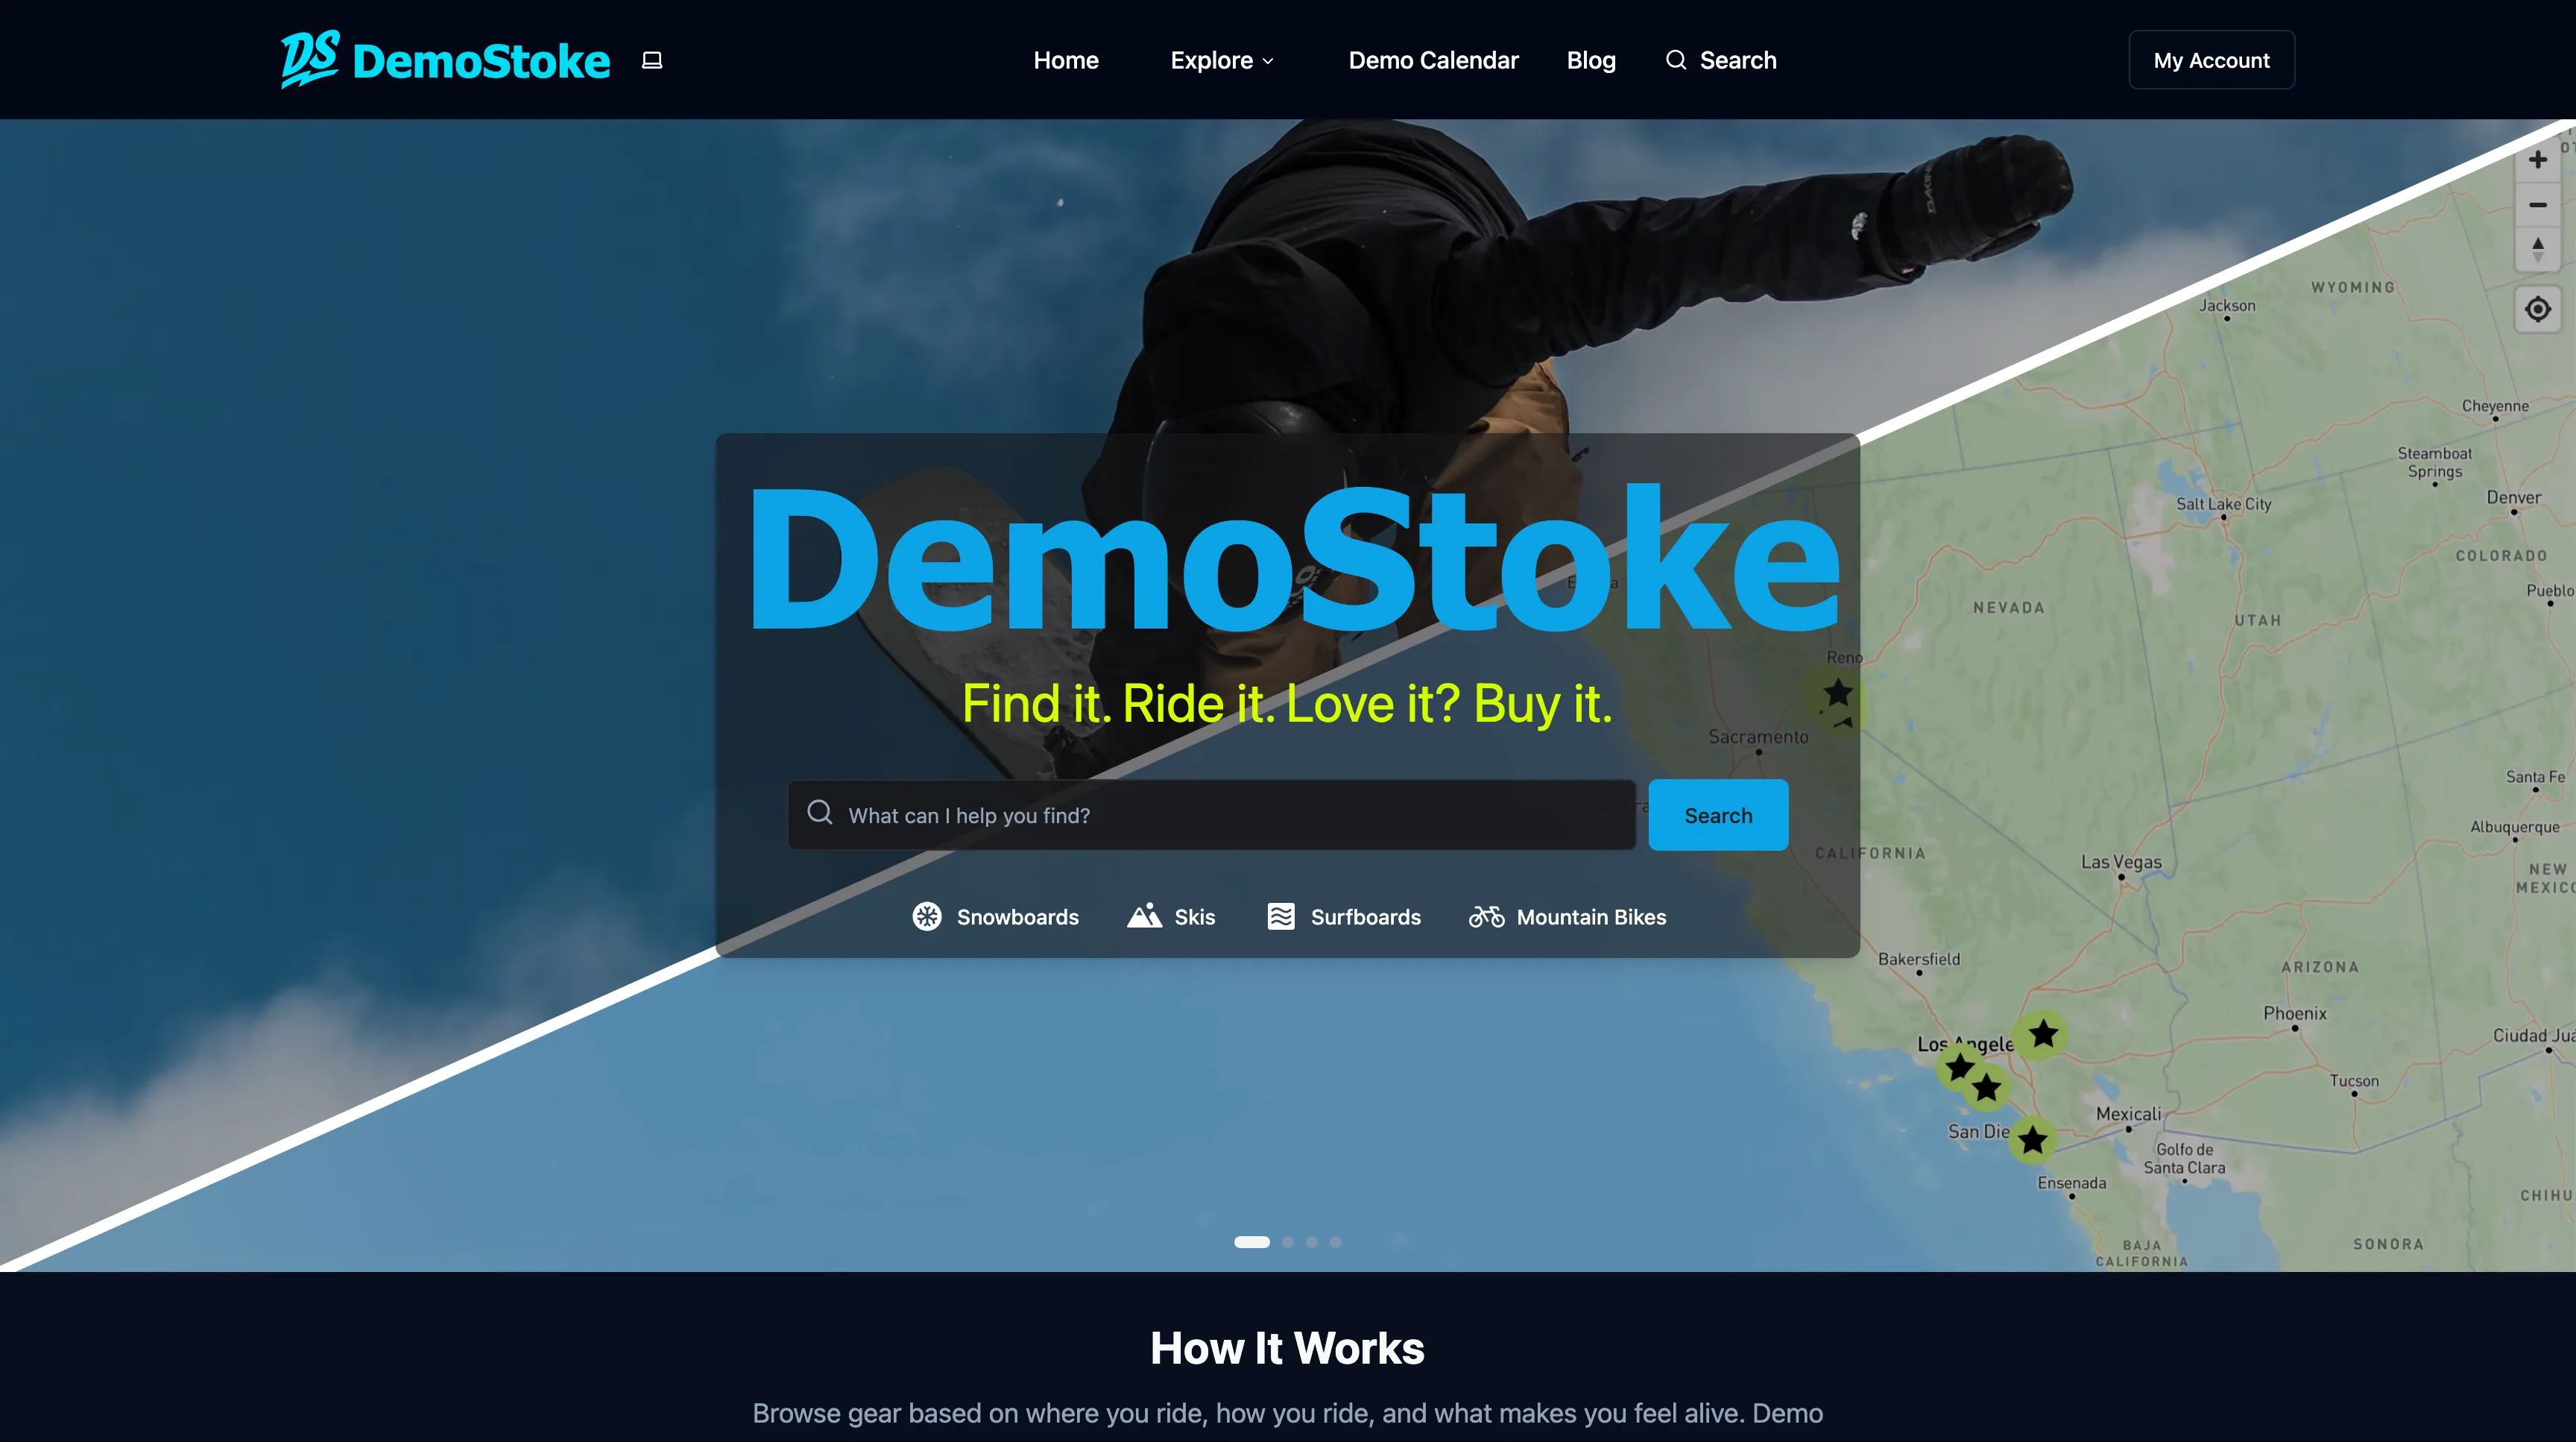 DS DemoStoke
Home
Explore
Demo Calendar
Blog
Search
My Account
DAKINE
WYOMING
Jackson
Cheyenne
Steamboat
Springs
Denver
Salt Lake City
COLORADO
Pueblo
NEVADA
UTAH
DemoStoke
Reno
Find it. Ride it. Love it? Buy it.
Sacramento
Santa Fe
What can I help you find?
Search
Albuquerque
CALIFORNIA
Las Vegas
NEW
Snowboards
Skis
Surfboards
Mountain Bikes
Bakersfield
ARIZONA
Phoenix
Los Angele
Tucson
Mexicali
San Die
Golfo de
Santa Clara
Ensenada
BAJA
CALIFORNIA
SONORA
How It Works
Browse gear based on where you ride, how you ride, and what makes you feel alive. Demo